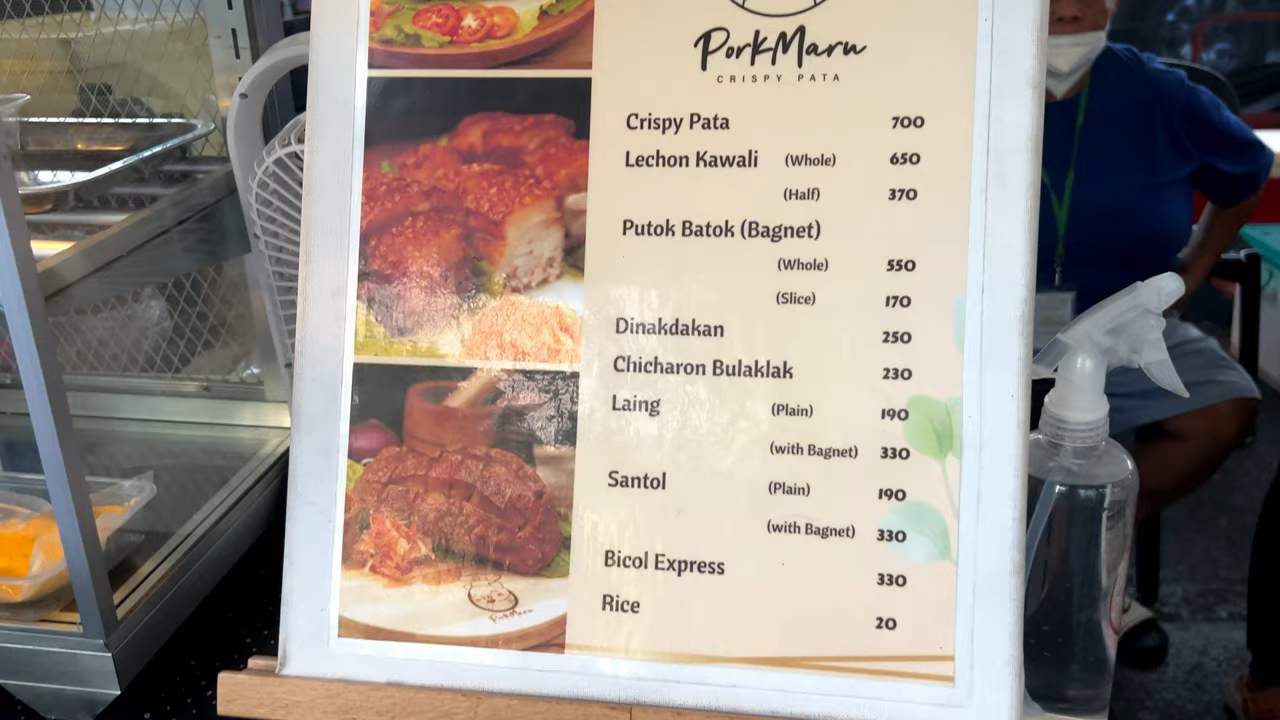 PorkMaru
CRISPY PATA
Crispy Pata 700
Lechon Kawali (Whole) 650
(Half) 370
Putok Batok (Bagnet)
(Whole) 550
(Slice) 170
Dinakdakan 250
Chicharon Bulaklak 230
Laing (Plain) 190
(with Bagnet) 330
Santol (Plain) 190
(with Bagnet) 330
Bicol Express 330
Rice 20
PorkMaru